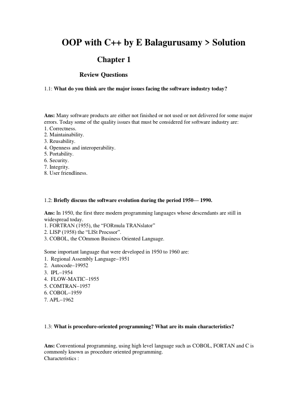 OOP with C++ by E Balagurusamy > Solution
Chapter 1
Review Questions
1.1: What do you think are the major issues facing the software industry today?
Ans: Many software products are either not finished or not used or not delivered for some major
errors. Today some of the quality issues that must be considered for software industry are:
1. Correctness.
2. Maintainability.
3. Reusability.
4. Openness and interoperability.
5. Portability.
6. Security.
7. Integrity.
8. User friendliness.
1.2: Briefly discuss the software evolution during the period 1950— 1990.
Ans: In 1950, the first three modern programming languages whose descendants are still in
widespread today.
1. FORTRAN (1955), the “FORmula TRANslator”
2. LISP (1958) the “LISt Procssor”.
3. COBOL, the COmmon Business Oriented Language.
Some important language that were developed in 1950 to 1960 are:
1. Regional Assembly Language–1951
2. Autocode–19952
3. IPL–1954
4. FLOW-MATIC–1955
5. COMTRAN–1957
6. COBOL–1959
7. APL–1962
1.3: What is procedure-oriented programming? What are its main characteristics?
Ans: Conventional programming, using high level language such as COBOL, FORTAN and C is
commonly known as procedure oriented programming.
Characteristics :